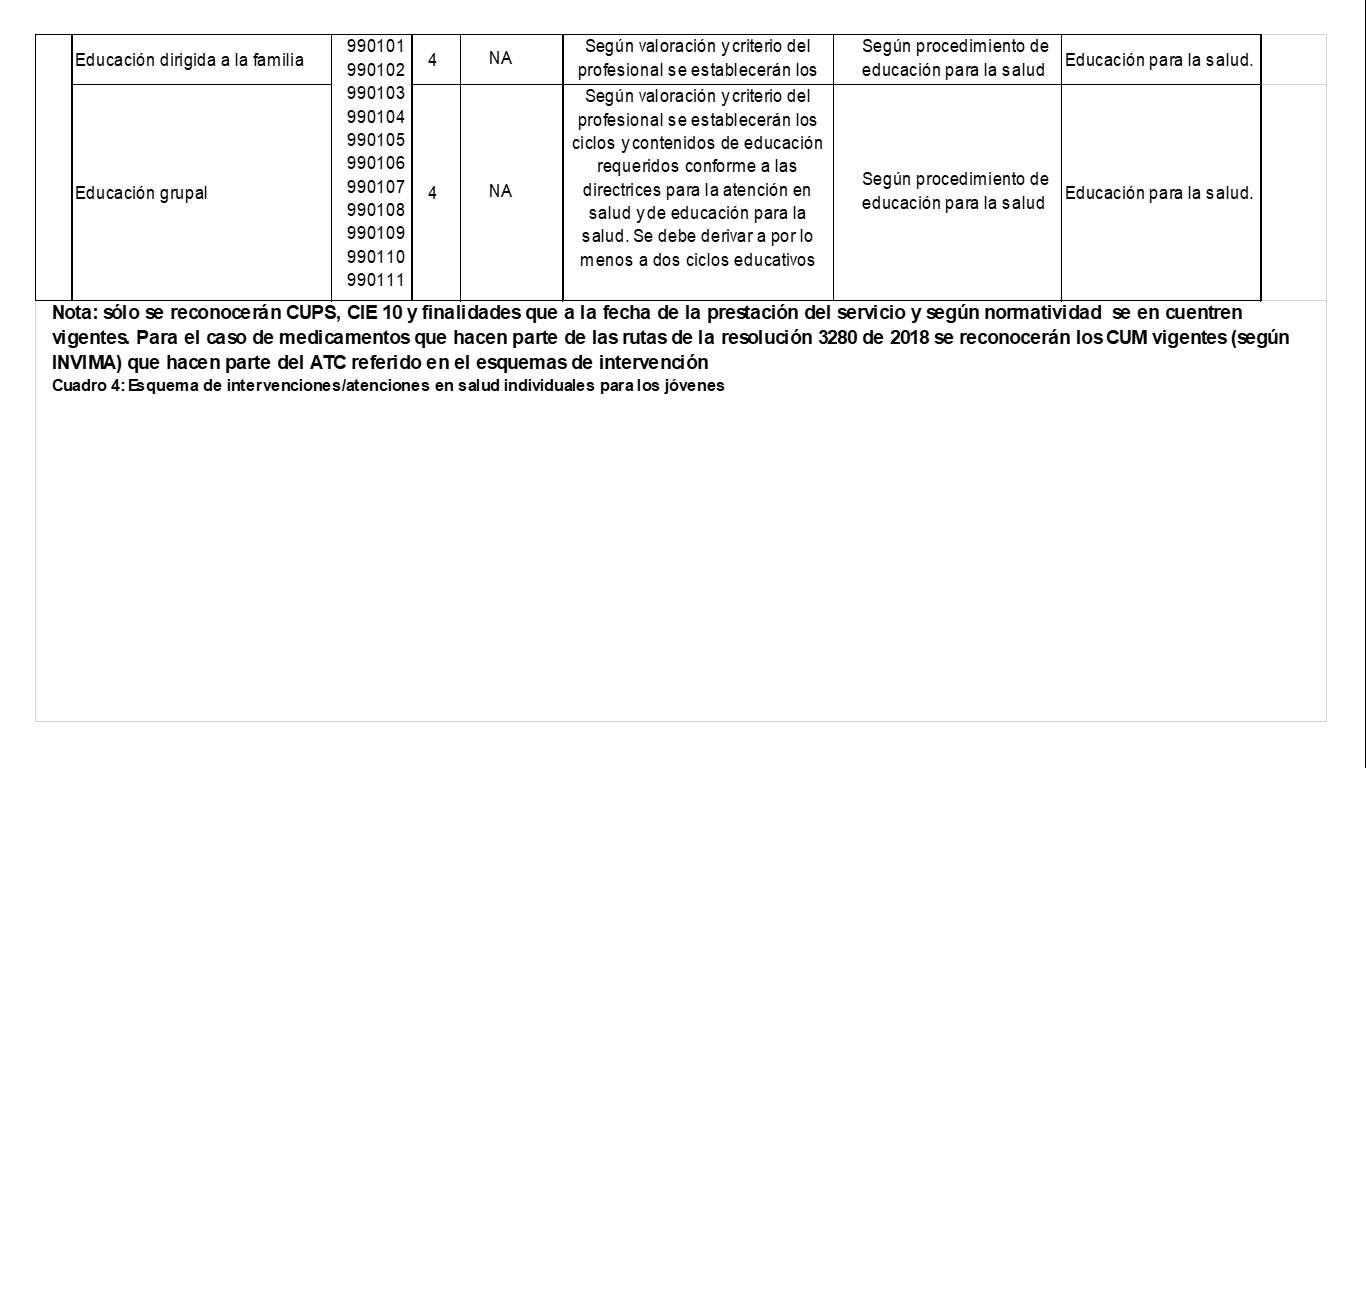 Educación dirigida a la familia
990101
990102
990103
990104
990105
990106
990107
990108
990109
990110
990111
4
NA
Según valoración y criterio del
profesional se establecerán los
Según procedimiento de
educación para la salud
Educación para la salud.
Educación grupal
4
NA
Según valoración y criterio del
profesional se establecerán los
ciclos y contenidos de educación
requeridos conforme a las
directrices para la atención en
salud y de educación para la
salud. Se debe derivar a por lo
menos a dos ciclos educativos
Según procedimiento de
educación para la salud
Educación para la salud.
Nota: sólo se reconocerán CUPS, CIE 10 y finalidades que a la fecha de la prestación del servicio y según normatividad  se en cuentren
vigentes. Para el caso de medicamentos que hacen parte de las rutas de la resolución 3280 de 2018 se reconocerán los CUM vigentes (según
INVIMA) que hacen parte del ATC referido en el esquemas de intervención
Cuadro 4: Esquema de intervenciones/atenciones en salud individuales para los jóvenes